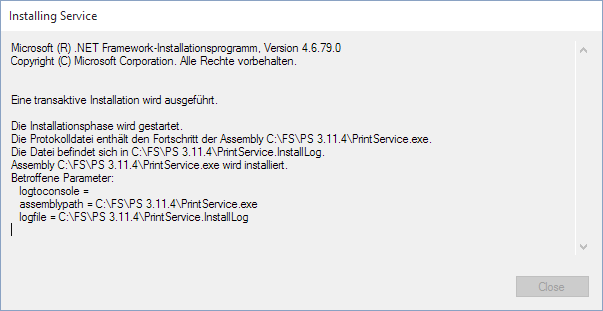 Installing Service
Microsoft (R) .NET Framework-Installationsprogramm, Version 4.6.79.0
Copyright (C) Microsoft Corporation. Alle Rechte vorbehalten.
Eine transaktive Installation wird ausgeführt.
Die Installationsphase wird gestartet.
Die Protokolldatei enthält den Fortschritt der Assembly C:\FS\PS 3.11.4\PrintService.exe.
Die Datei befindet sich in C:\FS\PS 3.11.4\PrintService.InstallLog.
Assembly C:\FS\PS 3.11.4\PrintService.exe wird installiert.
Betroffene Parameter:
logtoconsole =
assemblypath = C:\FS\PS 3.11.4\PrintService.exe
logfile = C:\FS\PS 3.11.4\PrintService.InstallLog
Close